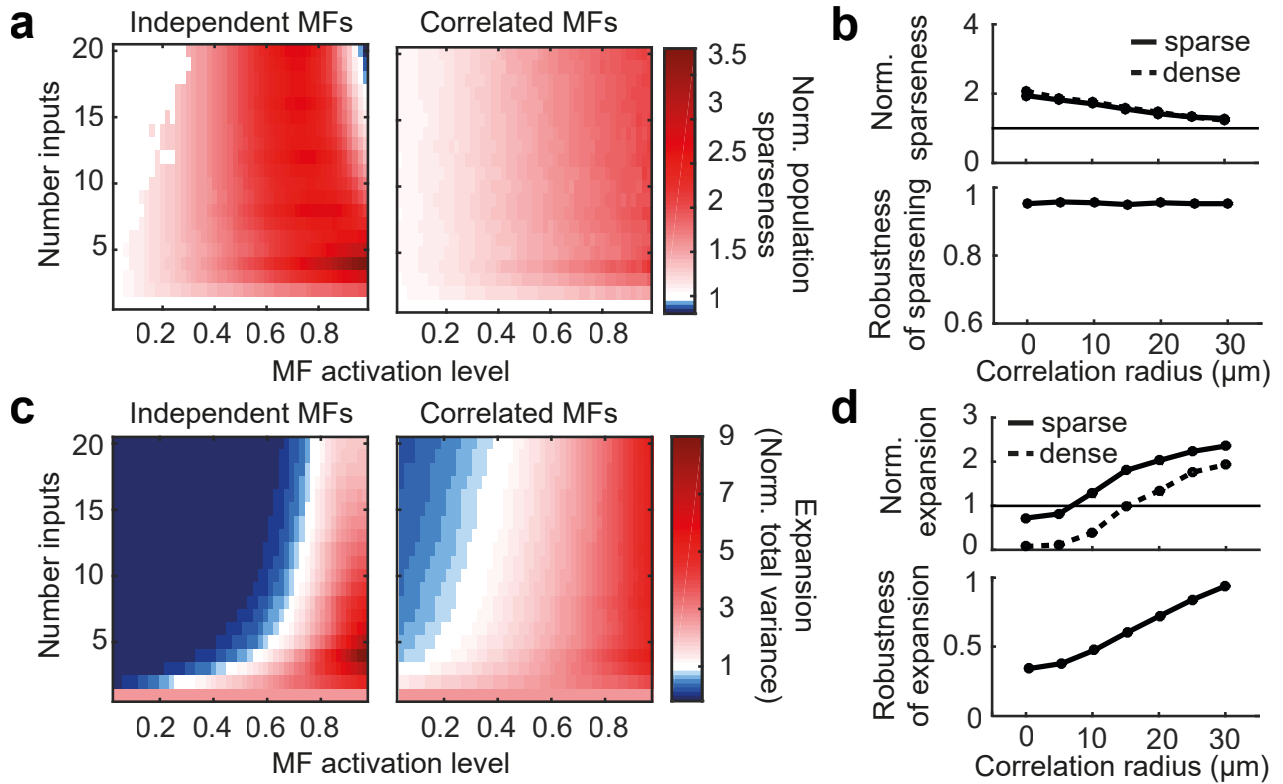 a
Independent MFs
Correlated MFs
Number inputs
20
15
10
5
0.2 0.4 0.6 0.8
0.2 0.4 0.6 0.8
MF activation level
3.5
3
2.5
2
1.5
1
Norm. population
sparseness
b
Norm.
sparseness
4
2
0
sparse
dense
Robustness
of sparsening
1
0.8
0.6
0 10 20 30
Correlation radius (µm)
c
Independent MFs
Correlated MFs
Number inputs
20
15
10
5
0.2 0.4 0.6 0.8
0.2 0.4 0.6 0.8
MF activation level
9
7
5
3
1
Expansion
(Norm. total variance)
d
Norm.
expansion
3
2
1
0
sparse
dense
Robustness
of expansion
1
0.5
0
0 10 20 30
Correlation radius (µm)